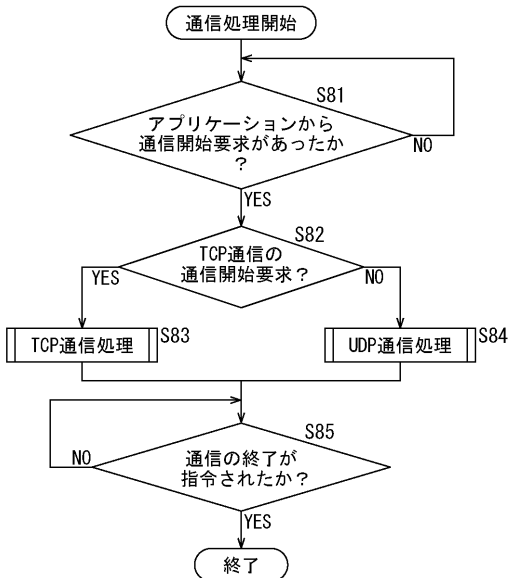 通信処理開始
S81
アプリケーションから
通信開始要求があったか
?
NO
YES
S82
TCP通信の
通信開始要求?
YES
NO
TCP通信処理
S83
UDP通信処理
S84
S85
通信の終了が
指令されたか?
NO
YES
終了